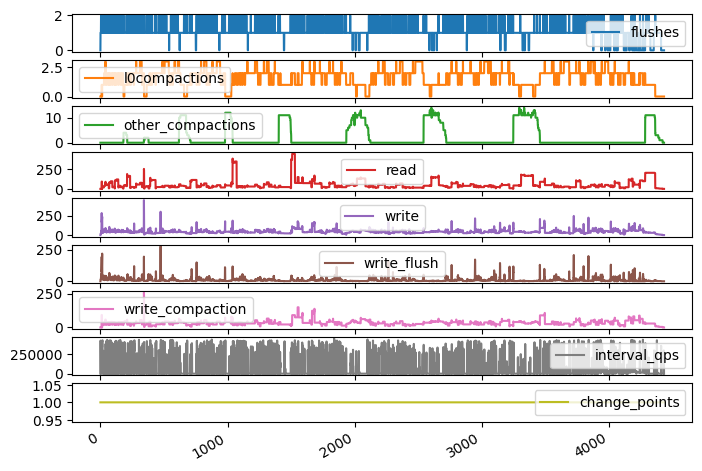 2
0
flushes
2.5
0.0
l0compactions
10
0
other_compactions
250
0
read
250
0
write
250
0
write_flush
250
0
write_compaction
250000
0
interval_qps
1.05
1.00
0.95
change_points
0 1000 2000 3000 4000